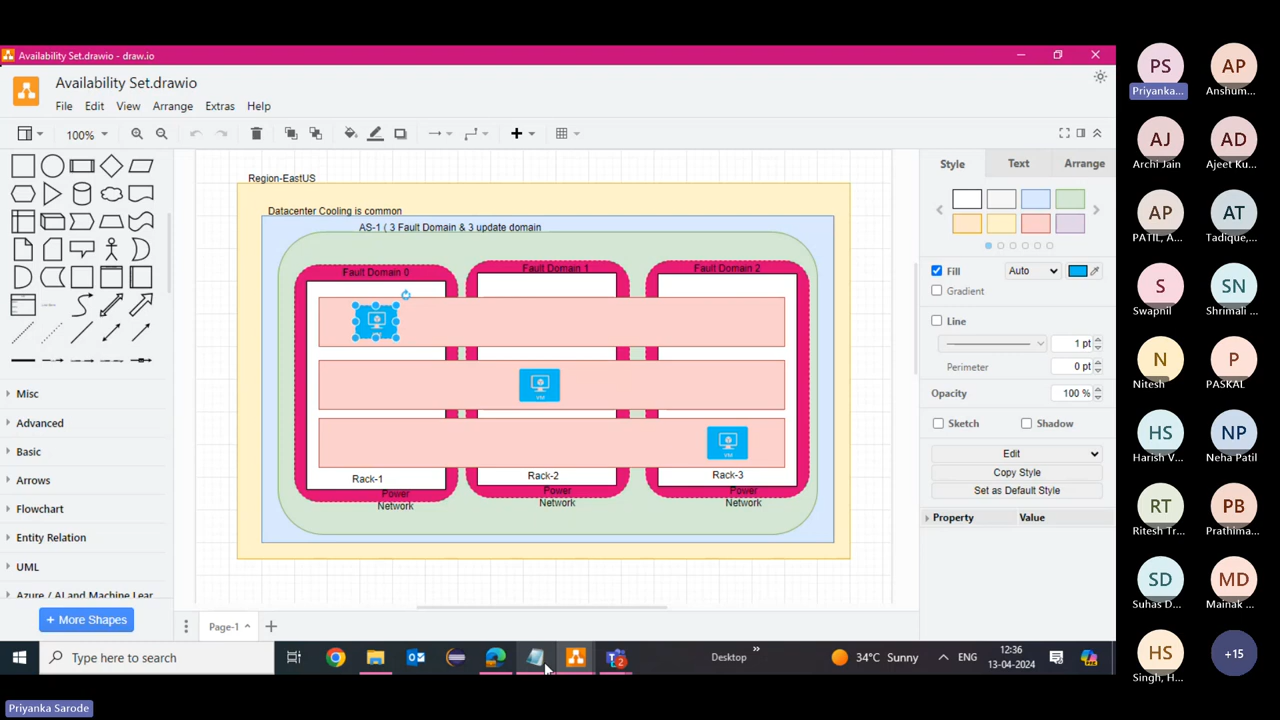 Availability Set.drawio - draw.io
Availability Set.drawio
File Edit View Arrange Extras Help
100%
Style Text Arrange
Fill Auto
Gradient
Line
1 pt
Perimeter 0 pt
Opacity 100 %
Sketch Shadow
Edit
Copy Style
Set as Default Style
Property Value
Misc
Advanced
Basic
Arrows
Flowchart
Entity Relation
UML
Azure / AI and Machine Lear
+ More Shapes
Region-EastUS
Datacenter Cooling is common
AS-1 ( 3 Fault Domain & 3 update domain
Fault Domain 0
Fault Domain 1
Fault Domain 2
VM
VM
Rack-1
Rack-2
Rack-3
Power
Network
Power
Network
Power
Network
Page-1
Type here to search
2
Desktop
34°C Sunny
ENG
12:36
13-04-2024
Priyanka Sarode
PS
Priyanka...
AP
Anshum...
AJ
Archi Jain
AD
Ajeet Ku...
AP
PATIL, A...
AT
Tadique,...
S
Swapnil
SN
Shrimali ...
N
Nitesh
P
PASKAL
HS
Harish V...
NP
Neha Patil
RT
Ritesh Tr...
PB
Prathima...
SD
Suhas D...
MD
Mainak ...
HS
Singh, H...
+15